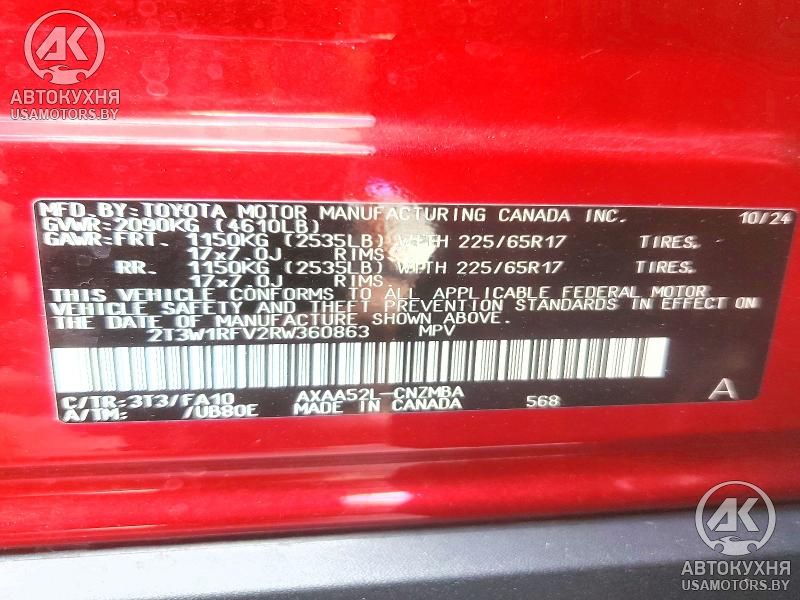 AK
АВТОКУХНЯ
USAMOTORS.BY
MFD. BY: TOYOTA MOTOR MANUFACTURING CANADA INC. 10/24
GVWR: 2090KG (4610LB)
GAWR: FRT. 1150KG (2535LB) WITH 225/65R17 TIRES,
17x7.0J RIMS,
RR. 1150KG (2535LB) WITH 225/65R17 TIRES,
17x7.0J RIMS,
THIS VEHICLE CONFORMS TO ALL APPLICABLE FEDERAL MOTOR
VEHICLE SAFETY AND THEFT PREVENTION STANDARDS IN EFFECT ON
THE DATE OF MANUFACTURE SHOWN ABOVE.
2T3W1RFV2RW360863 MPV
C/TR: 3T3/FA10 AXAA52L-CNZMBA A
A/TM: /UB80E MADE IN CANADA 568
AK
АВТОКУХНЯ
USAMOTORS.BY